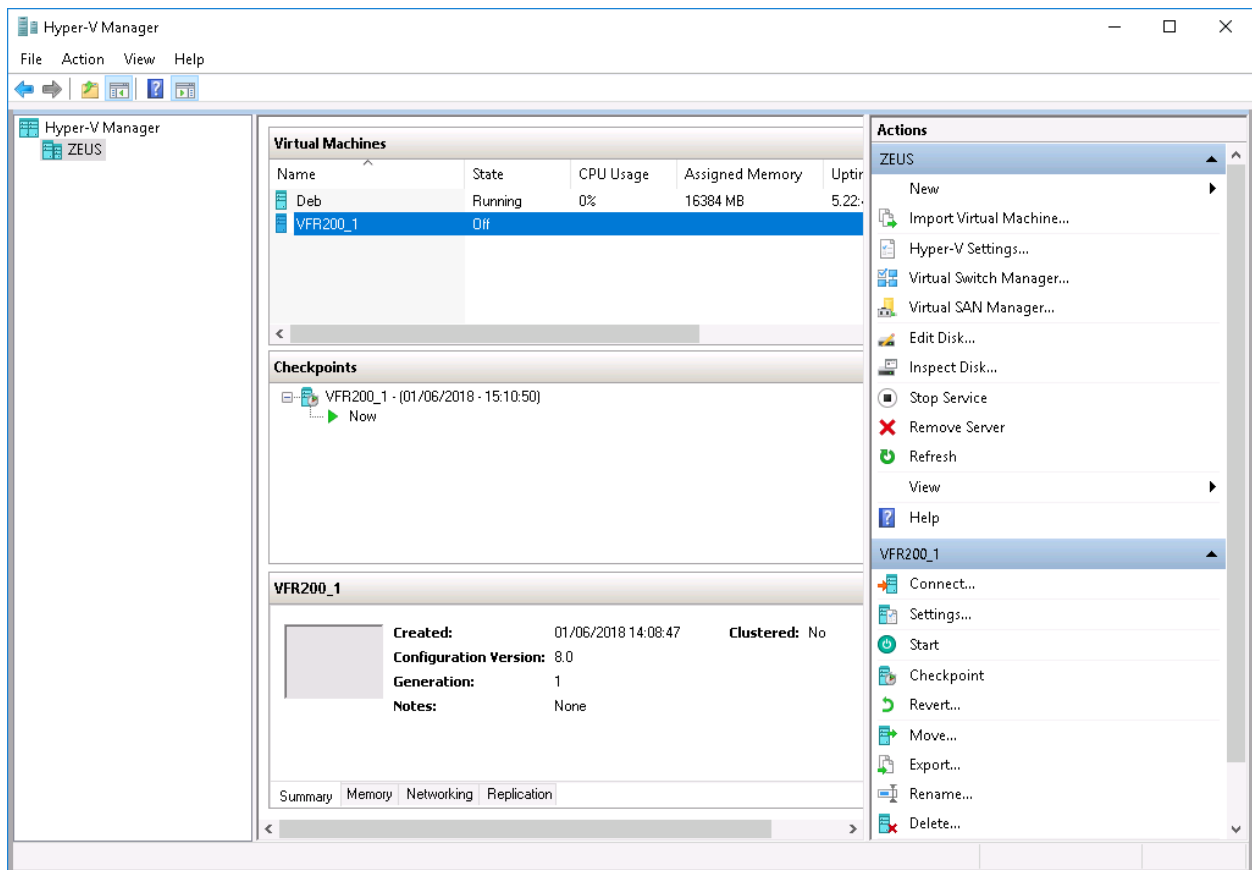 Hyper-V Manager
File Action View Help
Hyper-V Manager
ZEUS
Virtual Machines
Name State CPU Usage Assigned Memory
Deb Running 0% 16384 MB 5.22:
VFR200_1 Off
Checkpoints
VFR200_1 - (01/06/2018 - 15:10:50)
Now
VFR200_1
Created: 01/06/2018 14:08:47 Clustered: No
Configuration Version: 8.0
Generation: 1
Notes: None
Summary Memory Networking Replication
Actions
ZEUS
New
Import Virtual Machine...
Hyper-V Settings...
Virtual Switch Manager...
Virtual SAN Manager...
Edit Disk...
Inspect Disk...
Stop Service
Remove Server
Refresh
View
Help
VFR200_1
Connect...
Settings...
Start
Checkpoint
Revert...
Move...
Export...
Rename...
Delete...